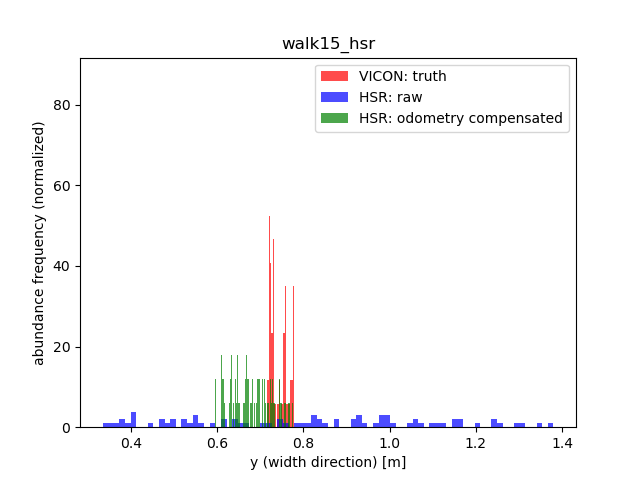 walk15_hsr
VICON: truth
HSR: raw
HSR: odometry compensated
abundance frequency (normalized)
80
60
40
20
0
0.4 0.6 0.8 1.0 1.2 1.4
y (width direction) [m]